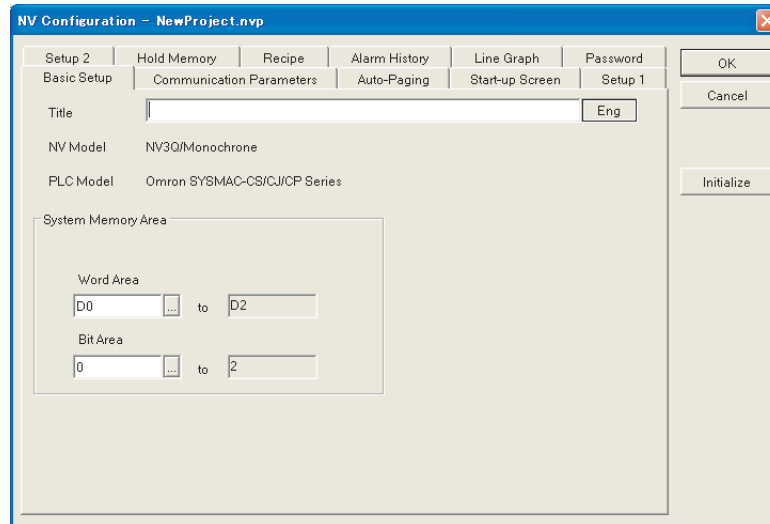 NV Configuration - NewProject.nvp
Setup 2 Hold Memory Recipe Alarm History Line Graph Password
Basic Setup Communication Parameters Auto-Paging Start-up Screen Setup 1
OK
Cancel
Initialize
Title Eng
NV Model NV3Q/Monochrone
PLC Model Omron SYSMAC-CS/CJ/CP Series
System Memory Area
Word Area
D0 ... to D2
Bit Area
0 ... to 2